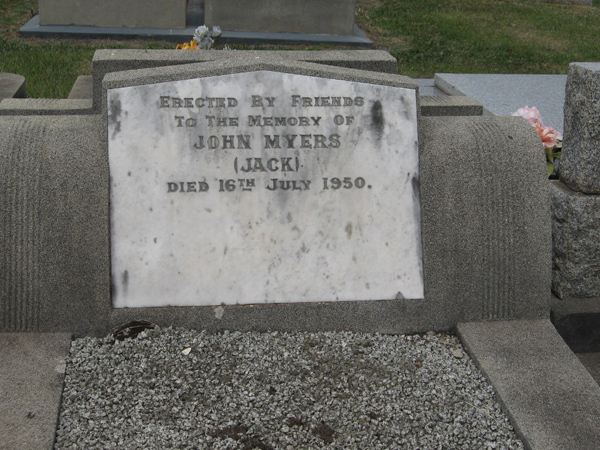 Erected By Friends
To The Memory Of
JOHN MYERS
(JACK)
DIED 16TH JULY 1950.